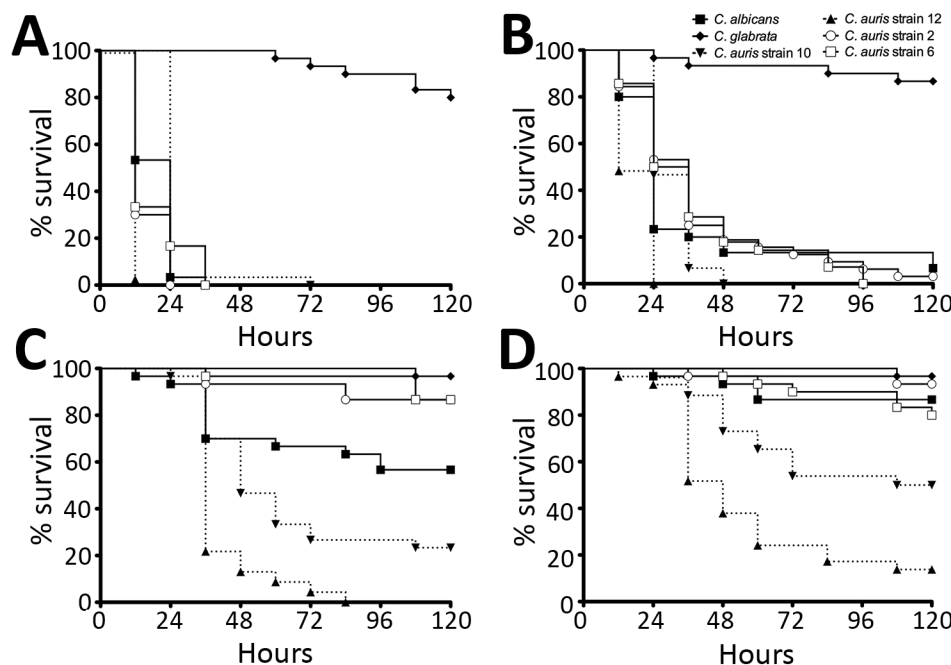 A
100
80
60
40
20
0
% survival
0 24 48 72 96 120
Hours
B
C. albicans
C. glabrata
C. auris strain 10
C. auris strain 12
C. auris strain 2
C. auris strain 6
100
80
60
40
20
0
% survival
0 24 48 72 96 120
Hours
C
100
80
60
40
20
0
% survival
0 24 48 72 96 120
Hours
D
100
80
60
40
20
0
% survival
0 24 48 72 96 120
Hours